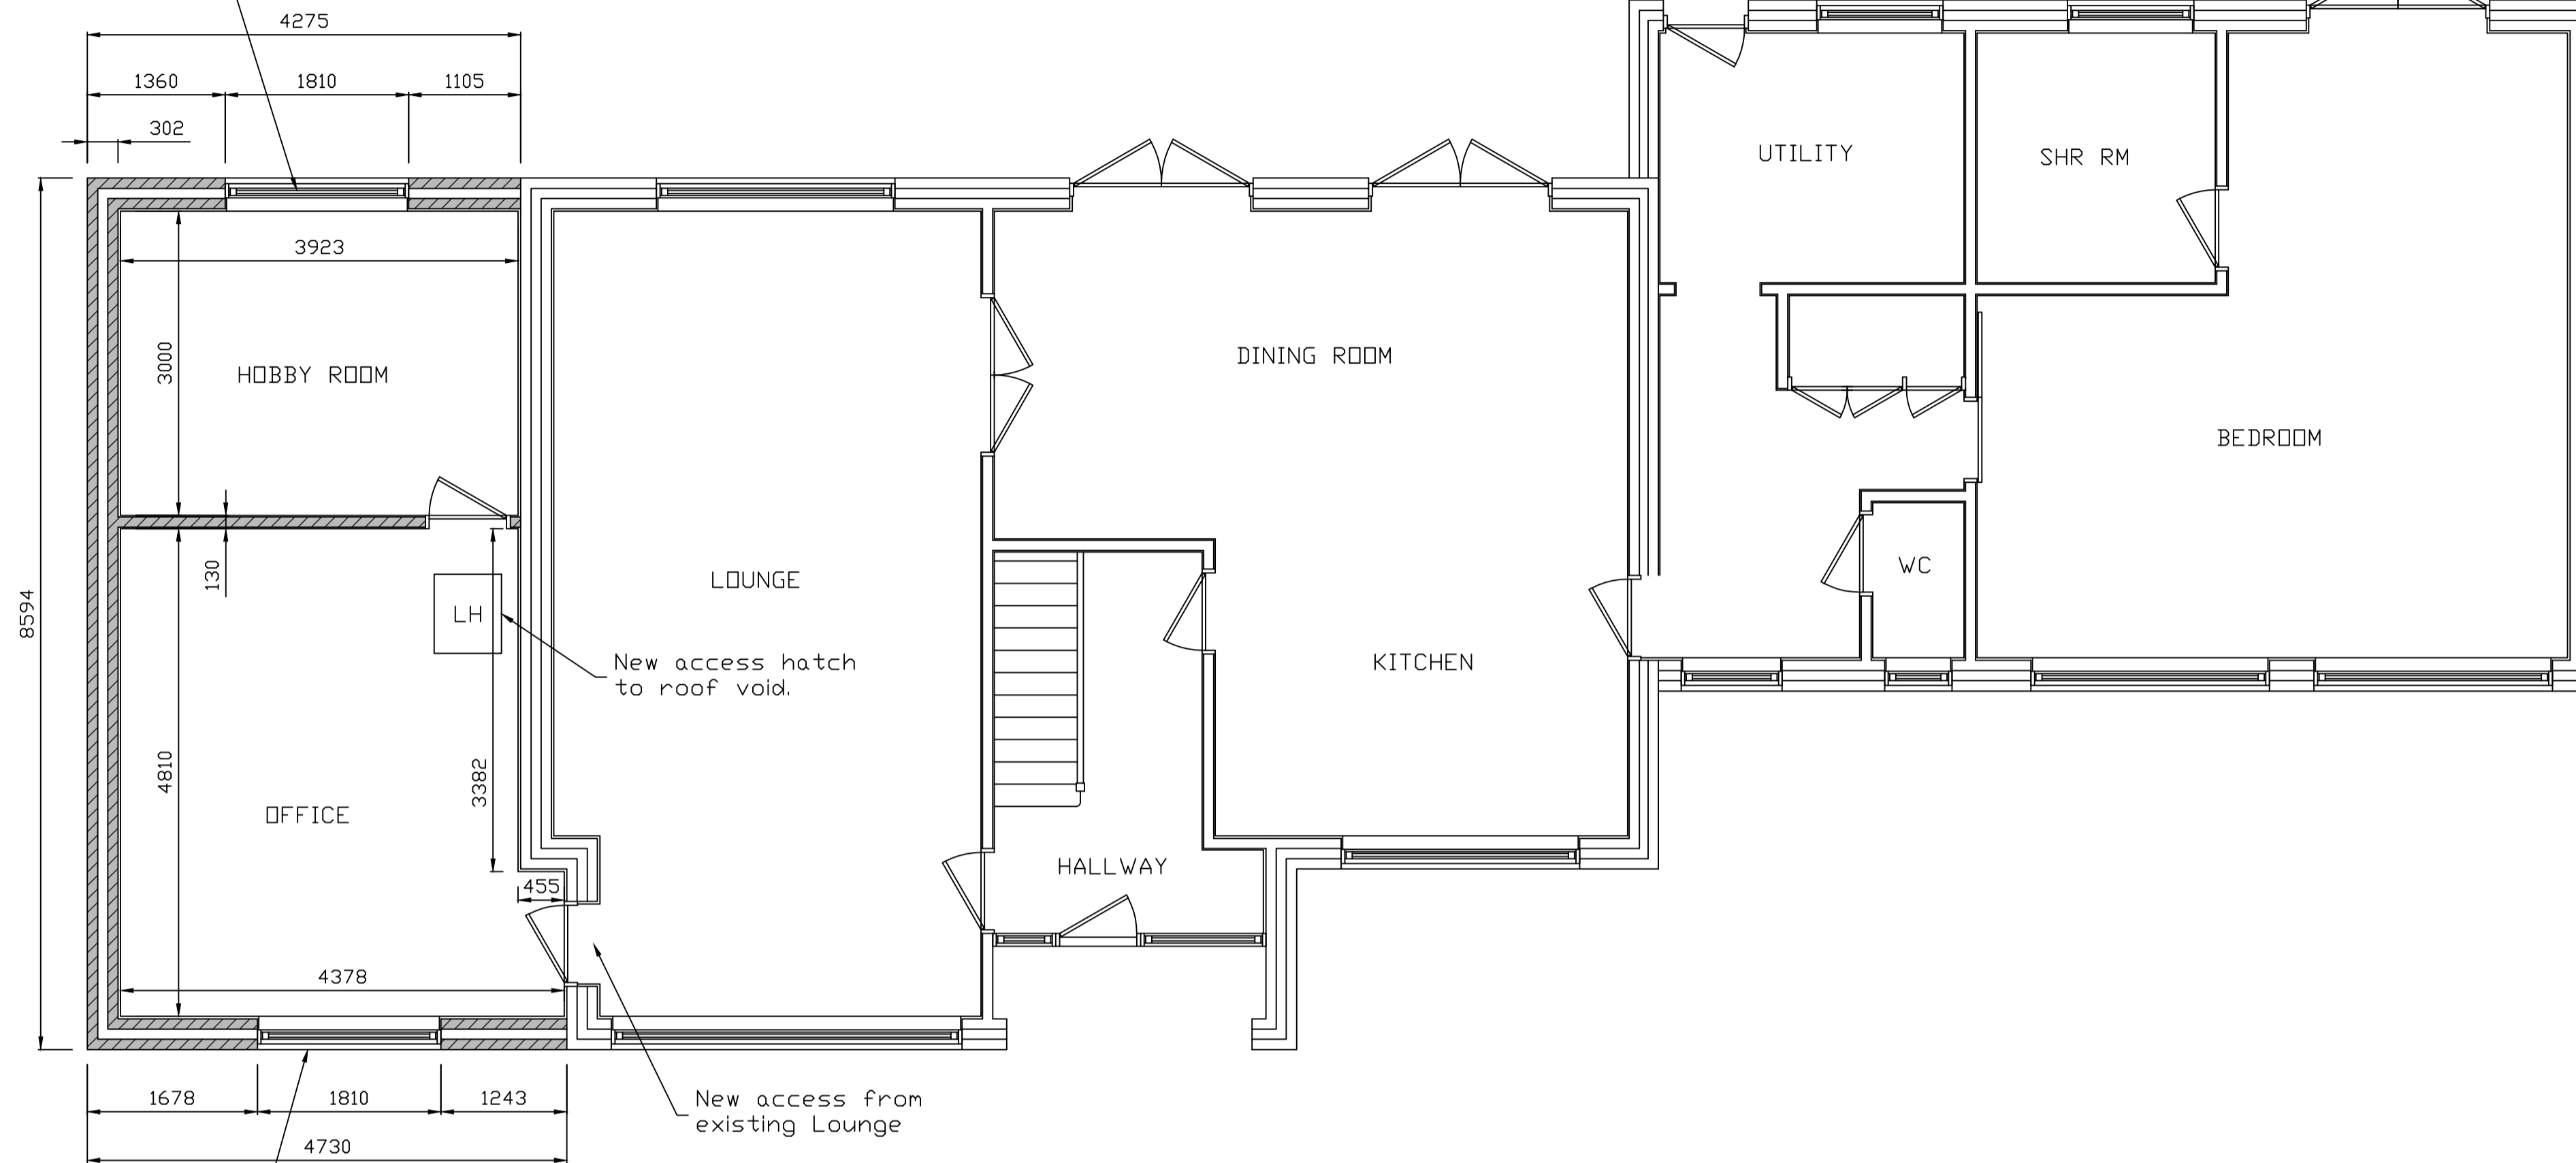 4275
1360
1810
1105
302
UTILITY
SHR RM
3923
3000
HOBBY ROOM
DINING ROOM
BEDROOM
130
8594
LH
LOUNGE
WC
New access hatch
to roof void.
KITCHEN
4810
3382
OFFICE
HALLWAY
455
4378
1678
1810
1243
New access from
existing Lounge
4730